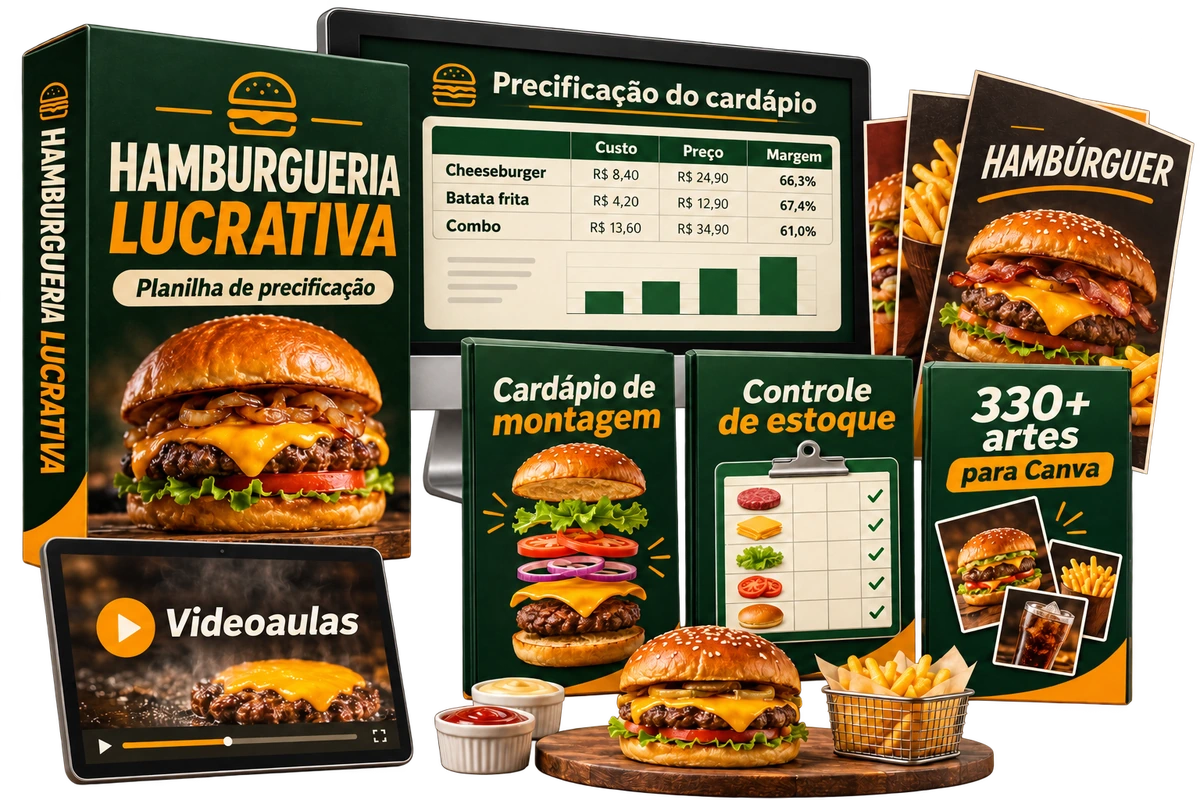 HAMBURGUERIA LUCRATIVA
HAMBURGUERIA
LUCRATIVA
Planilha de precificação
Precificação do cardápio
Custo Preço Margem
Cheeseburger R$ 8,40 R$ 24,90 66,3%
Batata frita R$ 4,20 R$ 12,90 67,4%
Combo R$ 13,60 R$ 34,90 61,0%
HAMBÚRGUER
Cardápio de
montagem
Controle
de estoque
330+
artes
para Canva
Videoaulas